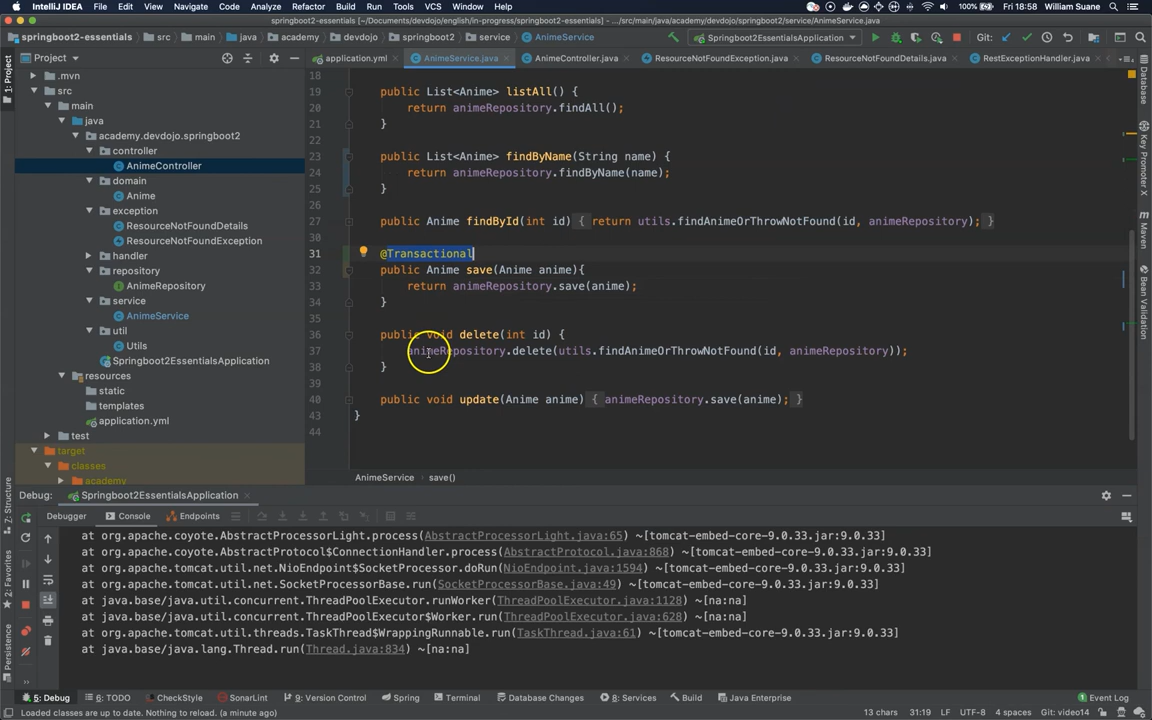 IntelliJ IDEA File Edit View Navigate Code Analyze Refactor Build Run Tools VCS Window Help 100% Fri 18:58 William Suane
springboot2-essentials [~/Documents/devdojo/english/in-progress/springboot2-essentials] - .../src/main/java/academy/devdojo/springboot2/service/AnimeService.java
springboot2-essentials src main java academy devdojo springboot2 service AnimeService Springboot2EssentialsApplication Git:
Project application.yml AnimeService.java AnimeController.java ResourceNotFoundException.java ResourceNotFoundDetails.java RestExceptionHandler.java
1: Project
.mvn
src
main
java
academy.devdojo.springboot2
controller
AnimeController
domain
Anime
exception
ResourceNotFoundDetails
ResourceNotFoundException
handler
repository
AnimeRepository
service
AnimeService
util
Utils
Springboot2EssentialsApplication
resources
static
templates
application.yml
test
target
classes
academy
18
19 public List<Anime> listAll() {
20 return animeRepository.findAll();
21 }
22
23 public List<Anime> findByName(String name) {
24 return animeRepository.findByName(name);
25 }
26
27 public Anime findById(int id) { return utils.findAnimeOrThrowNotFound(id, animeRepository); }
30
31 @Transactional
32 public Anime save(Anime anime){
33 return animeRepository.save(anime);
34 }
35
36 public void delete(int id) {
37 animeRepository.delete(utils.findAnimeOrThrowNotFound(id, animeRepository));
38 }
39
40 public void update(Anime anime) { animeRepository.save(anime); }
43 }
44
AnimeService save()
Database
Key Promoter X
Maven
Bean Validation
Debug: Springboot2EssentialsApplication
Debugger Console Endpoints
at org.apache.coyote.AbstractProcessorLight.process(AbstractProcessorLight.java:65) ~[tomcat-embed-core-9.0.33.jar:9.0.33]
at org.apache.coyote.AbstractProtocol$ConnectionHandler.process(AbstractProtocol.java:868) ~[tomcat-embed-core-9.0.33.jar:9.0.33]
at org.apache.tomcat.util.net.NioEndpoint$SocketProcessor.doRun(NioEndpoint.java:1594) ~[tomcat-embed-core-9.0.33.jar:9.0.33]
at org.apache.tomcat.util.net.SocketProcessorBase.run(SocketProcessorBase.java:49) ~[tomcat-embed-core-9.0.33.jar:9.0.33]
at java.base/java.util.concurrent.ThreadPoolExecutor.runWorker(ThreadPoolExecutor.java:1128) ~[na:na]
at java.base/java.util.concurrent.ThreadPoolExecutor$Worker.run(ThreadPoolExecutor.java:628) ~[na:na]
at org.apache.tomcat.util.threads.TaskThread$WrappingRunnable.run(TaskThread.java:61) ~[tomcat-embed-core-9.0.33.jar:9.0.33]
at java.base/java.lang.Thread.run(Thread.java:834) ~[na:na]
7: Structure
2: Favorites
Persistence
5: Debug 6: TODO CheckStyle SonarLint 9: Version Control Spring Terminal Database Changes 8: Services Build Java Enterprise Event Log
Loaded classes are up to date. Nothing to reload. (a minute ago) 13 chars 31:19 LF UTF-8 4 spaces Git: video14